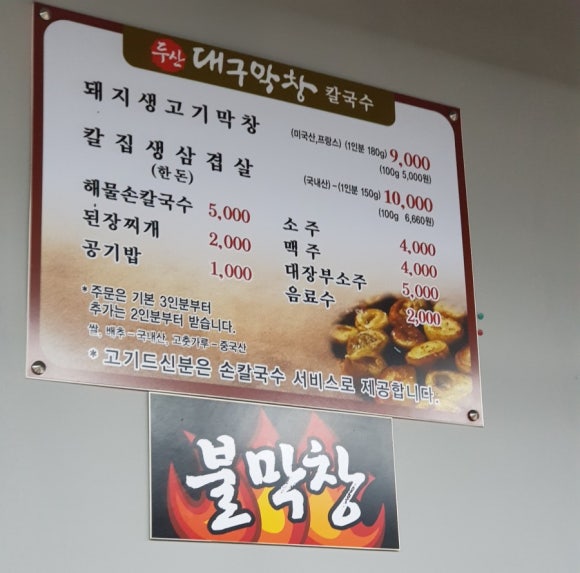 두산 대구막창 칼국수
돼지생고기막창 (미국산,프랑스) (1인분 180g) 9,000
(100g 5,000원)
칼집생삼겹살 (국내산)-(1인분 150g) 10,000
(한돈) (100g 6,660원)
해물손칼국수 5,000
된장찌개 2,000
공기밥 1,000
소주 4,000
맥주 4,000
대장부소주 5,000
음료수 2,000
* 주문은 기본 3인분부터
추가는 2인분부터 받습니다.
쌀, 배추-국내산, 고춧가루-중국산
* 고기드신분은 손칼국수 서비스로 제공합니다.
불막창